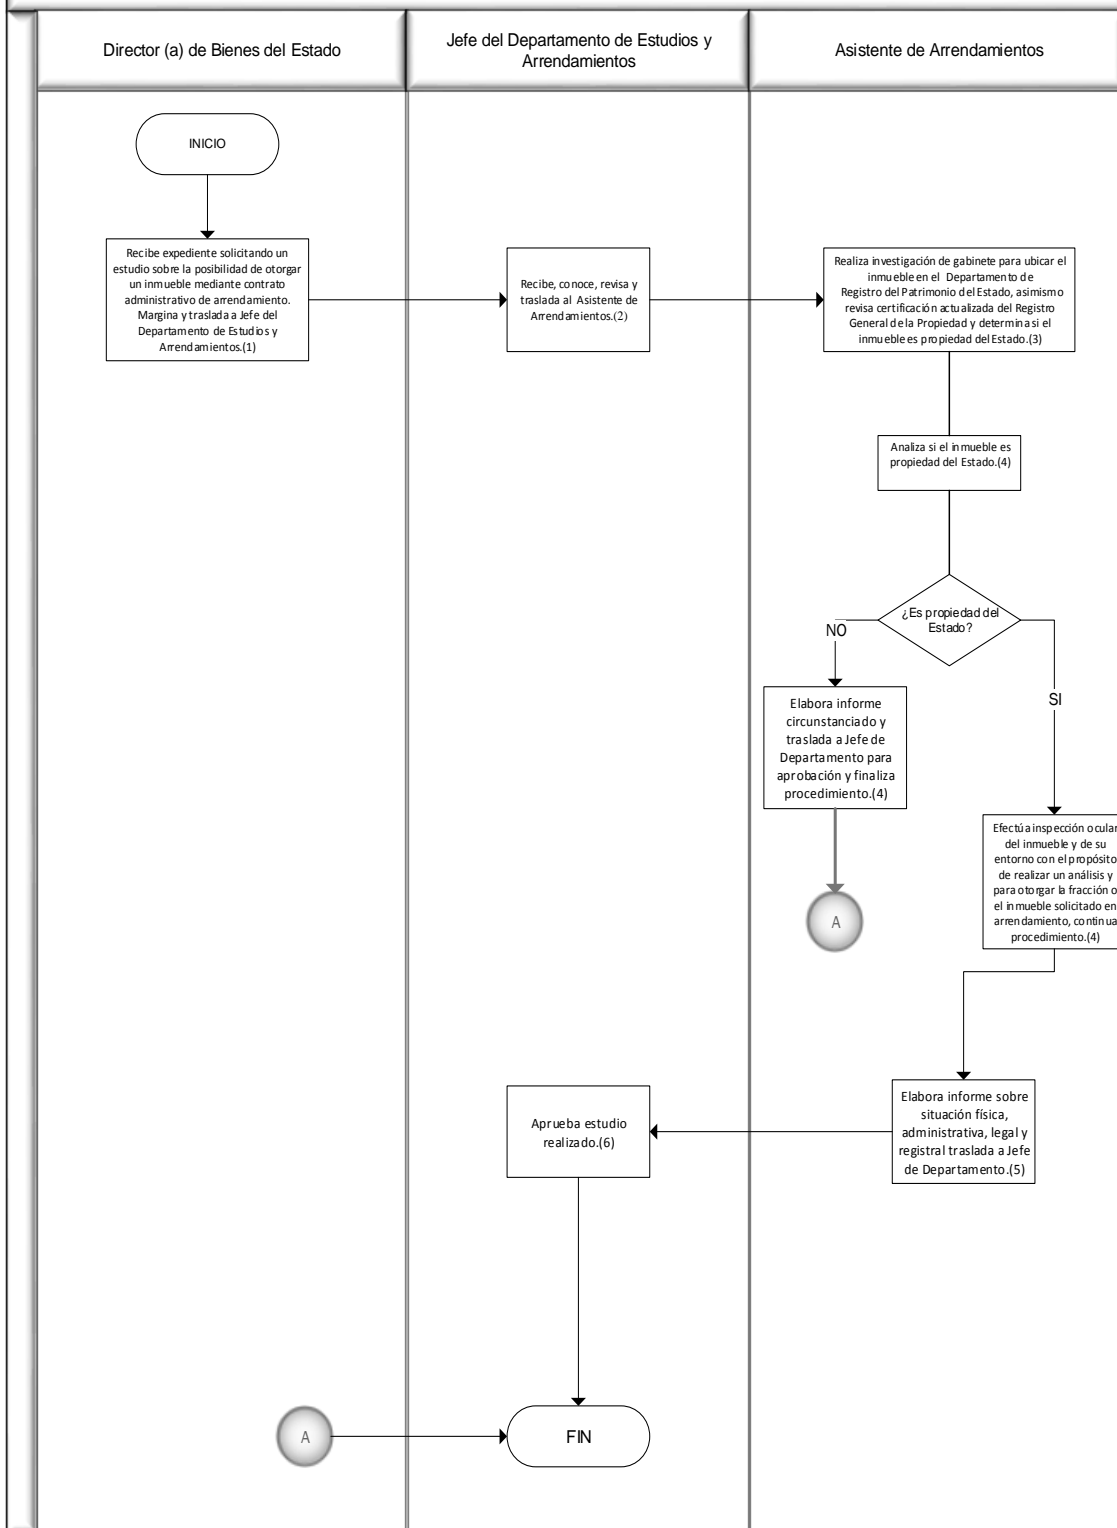 Director (a) de Bienes del Estado
Jefe del Departamento de Estudios y
Arrendamientos
Asistente de Arrendamientos
INICIO
Recibe expediente solicitando un
estudio sobre la posibilidad de otorgar
un inmueble mediante contrato
administrativo de arrendamiento.
Margina y traslada a Jefe del
Departamento de Estudios y
Arrendamientos.(1)
Recibe, conoce, revisa y
traslada al Asistente de
Arrendamientos.(2)
Realiza investigación de gabinete para ubicar el
inmueble en el Departamento de
Registro del Patrimonio del Estado, asimismo
revisa certificación actualizada del Registro
General de la Propiedad y determina si el
inmueble es propiedad del Estado.(3)
Analiza si el inmueble es
propiedad del Estado.(4)
¿Es propiedad del
Estado?
NO
SI
Elabora informe
circunstanciado y
traslada a Jefe de
Departamento para
aprobación y finaliza
procedimiento.(4)
Efectúa inspección ocular
del inmueble y de su
entorno con el propósito
de realizar un análisis y
para otorgar la fracción o
el inmueble solicitado en
arrendamiento, continua
procedimiento.(4)
A
Elabora informe sobre
situación física,
administrativa, legal y
registral traslada a Jefe
de Departamento.(5)
Aprueba estudio
realizado.(6)
A
FIN